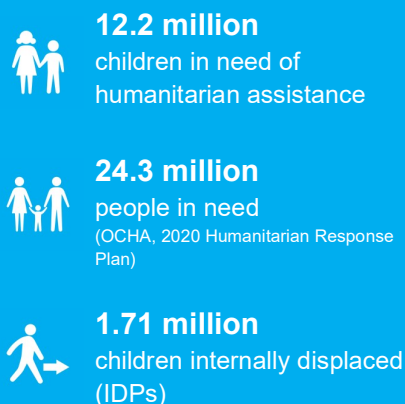 12.2 million
children in need of
humanitarian assistance
24.3 million
people in need
(OCHA, 2020 Humanitarian Response
Plan)
1.71 million
children internally displaced
(IDPs)